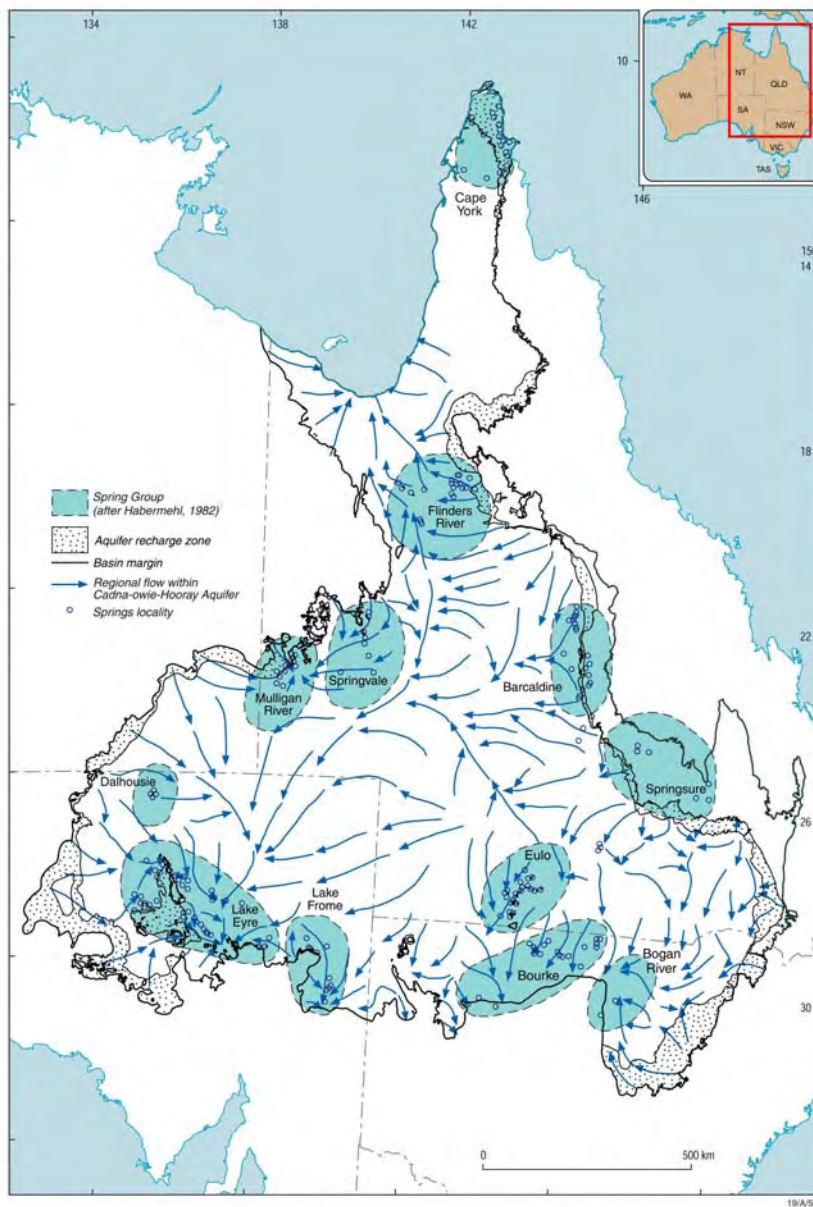 134
138
142
10
NT
QLD
WA
SA
NSW
VIC
TAS
146
14
Cape
York
18
Spring Group
(after Habermehl, 1982)
Aquifer recharge zone
Basin margin
Regional flow within
Cadna-owie-Hooray Aquifer
Springs locality
Flinders
River
22
Springvale
Mulligan
River
Barcaldine
Dalhousie
Springsure
26
Eulo
Lake
Frome
Lake
Eyre
Bogan
River
Bourke
30
0
500 km